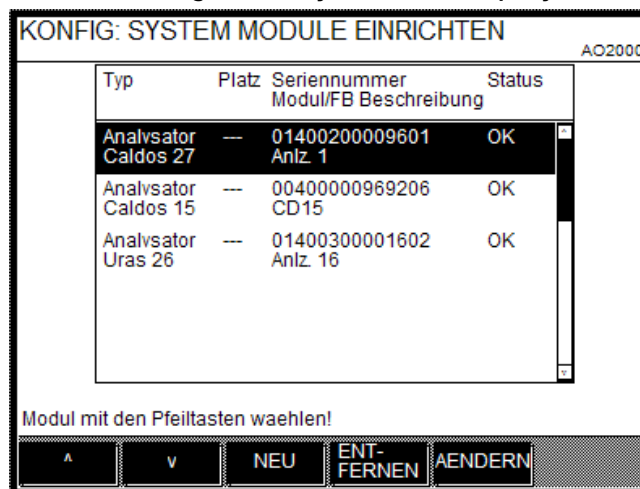 KONFIG: SYSTEM MODULE EINRICHTEN
AO2000
Typ Platz Seriennummer Status
Modul/FB Beschreibung
Analysator --- 01400200009601 OK
Caldos 27 Anlz. 1
Analysator --- 00400000969206 OK
Caldos 15 CD15
Analysator --- 01400300001602 OK
Uras 26 Anlz. 16
Modul mit den Pfeiltasten waehlen!
^ v NEU ENT- AENDERN
FERNEN